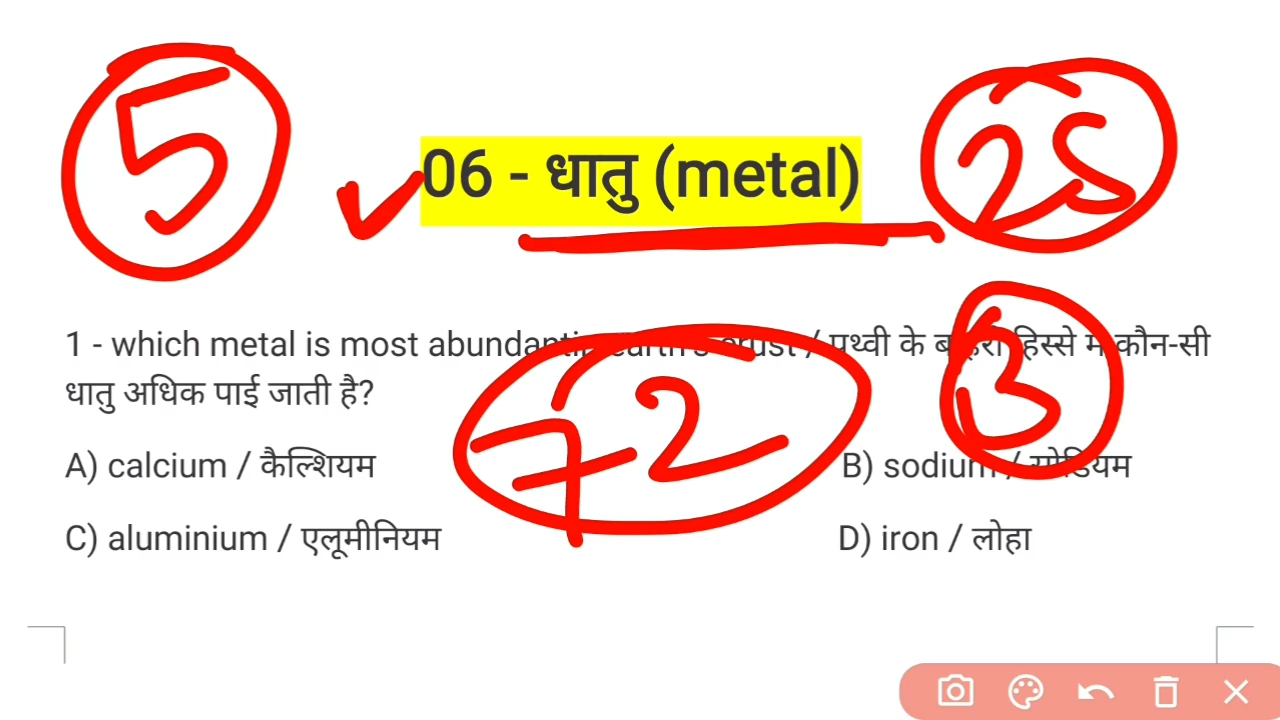 5
25
06 - धातु (metal)
3
1 - which metal is most abundant in earth's crust / पृथ्वी के बाहरी हिस्से में कौन-सी
धातु अधिक पाई जाती है?
72
A) calcium / कैल्शियम
B) sodium / सोडियम
C) aluminium / एलूमीनियम
D) iron / लोहा